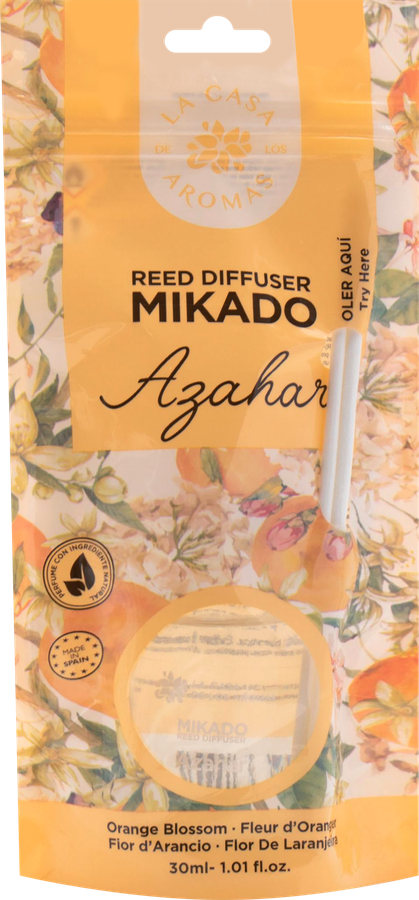 LA CASA
DE LOS
AROMAS
OLER AQUÍ
Try Here
REED DIFFUSER
MIKADO
Azahar
PERFUME CON INGREDIENTE NATURAL
MADE IN
SPAIN
MIKADO
REED DIFFUSER
Azahar
Orange Blossom · Fleur d'Oranger
Fior d'Arancio · Flor De Laranjeira
30ml- 1.01 fl.oz.